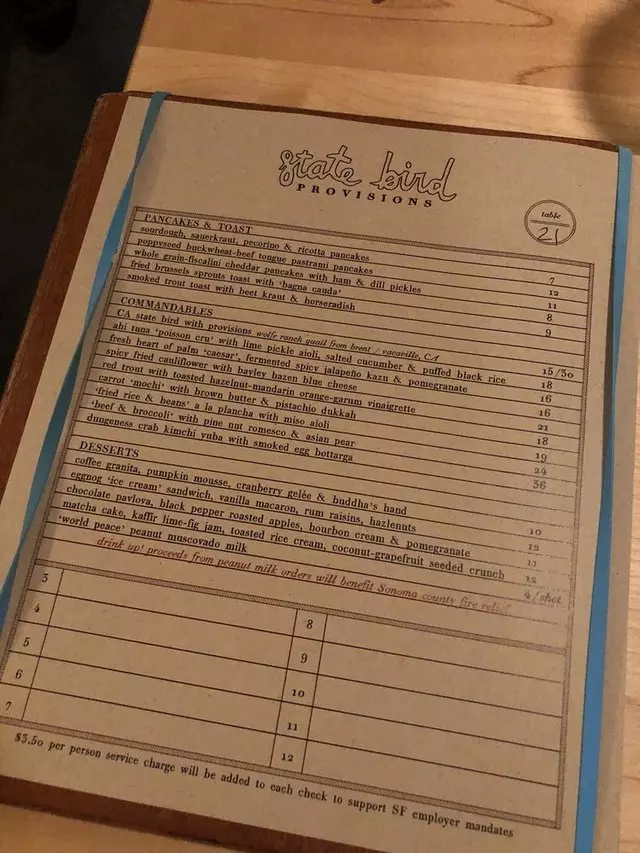 state bird
PROVISIONS
table
21
PANCAKES & TOAST
sourdough, sauerkraut, pecorino & ricotta pancakes 7
poppyseed buckwheat-beef tongue pastrami pancakes 12
whole grain-fiscalini cheddar pancakes with ham & dill pickles 11
fried brussels sprouts toast with 'bagna cauda' 8
smoked trout toast with beet kraut & horseradish 9
COMMANDABLES
CA state bird with provisions wolfe ranch quail from brent / vacaville, CA 15/30
ahi tuna 'poisson cru' with lime pickle aioli, salted cucumber & puffed black rice 18
fresh heart of palm 'caesar', fermented spicy jalapeño kazu & pomegranate 16
spicy fried cauliflower with bayley hazen blue cheese 16
red trout with toasted hazelnut-mandarin orange-garum vinaigrette 21
carrot 'mochi' with brown butter & pistachio dukkah 18
'fried rice & beans' a la plancha with miso aioli 19
'beef & broccoli' with pine nut romesco & asian pear 24
dungeness crab kimchi yuba with smoked egg bottarga 36
DESSERTS
coffee granita, pumpkin mousse, cranberry gelée & buddha's hand 10
eggnog 'ice cream' sandwich, vanilla macaron, rum raisins, hazlenuts 12
chocolate pavlova, black pepper roasted apples, bourbon cream & pomegranate 11
matcha cake, kaffir lime-fig jam, toasted rice cream, coconut-grapefruit seeded crunch 12
'world peace' peanut muscovado milk 4/shot
drink up! proceeds from peanut milk orders will benefit Sonoma county fire relief
3
4
5
6
7
8
9
10
11
12
$3.50 per person service charge will be added to each check to support SF employer mandates